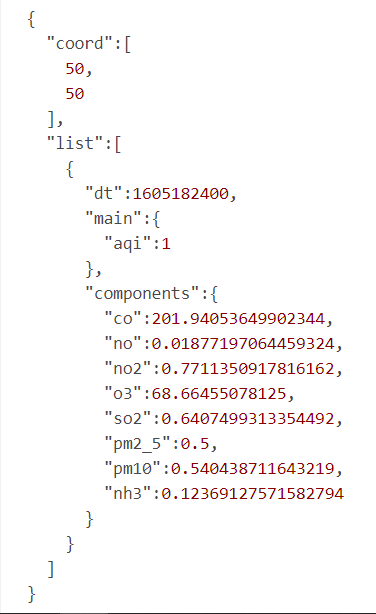 {
  "coord":[
    50,
    50
  ],
  "list":[
    {
      "dt":1605182400,
      "main":{
        "aqi":1
      },
      "components":{
        "co":201.94053649902344,
        "no":0.01877197064459324,
        "no2":0.7711350917816162,
        "o3":68.66455078125,
        "so2":0.6407499313354492,
        "pm2_5":0.5,
        "pm10":0.540438711643219,
        "nh3":0.12369127571582794
      }
    }
  ]
}